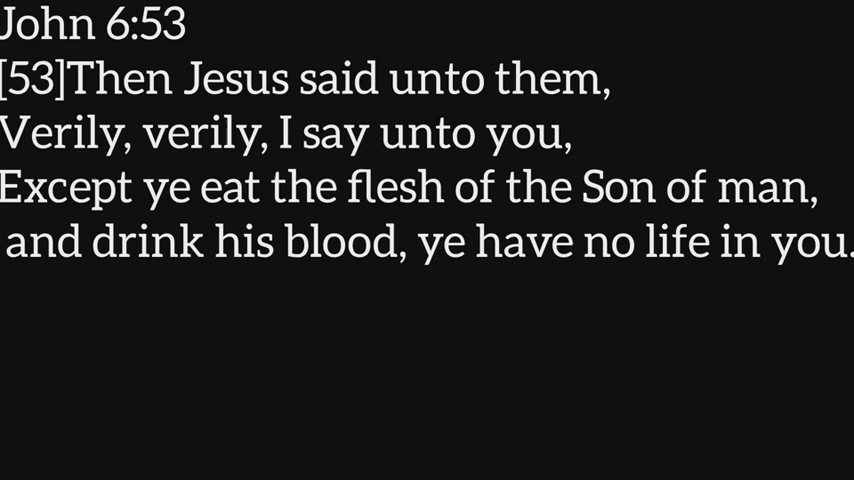 John 6:53
[53]Then Jesus said unto them,
Verily, verily, I say unto you,
Except ye eat the flesh of the Son of man,
and drink his blood, ye have no life in you.